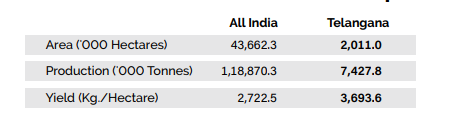 All India Telangana
Area ('000 Hectares) 43,662.3 2,011.0
Production ('000 Tonnes) 1,18,870.3 7,427.8
Yield (Kg./Hectare) 2,722.5 3,693.6